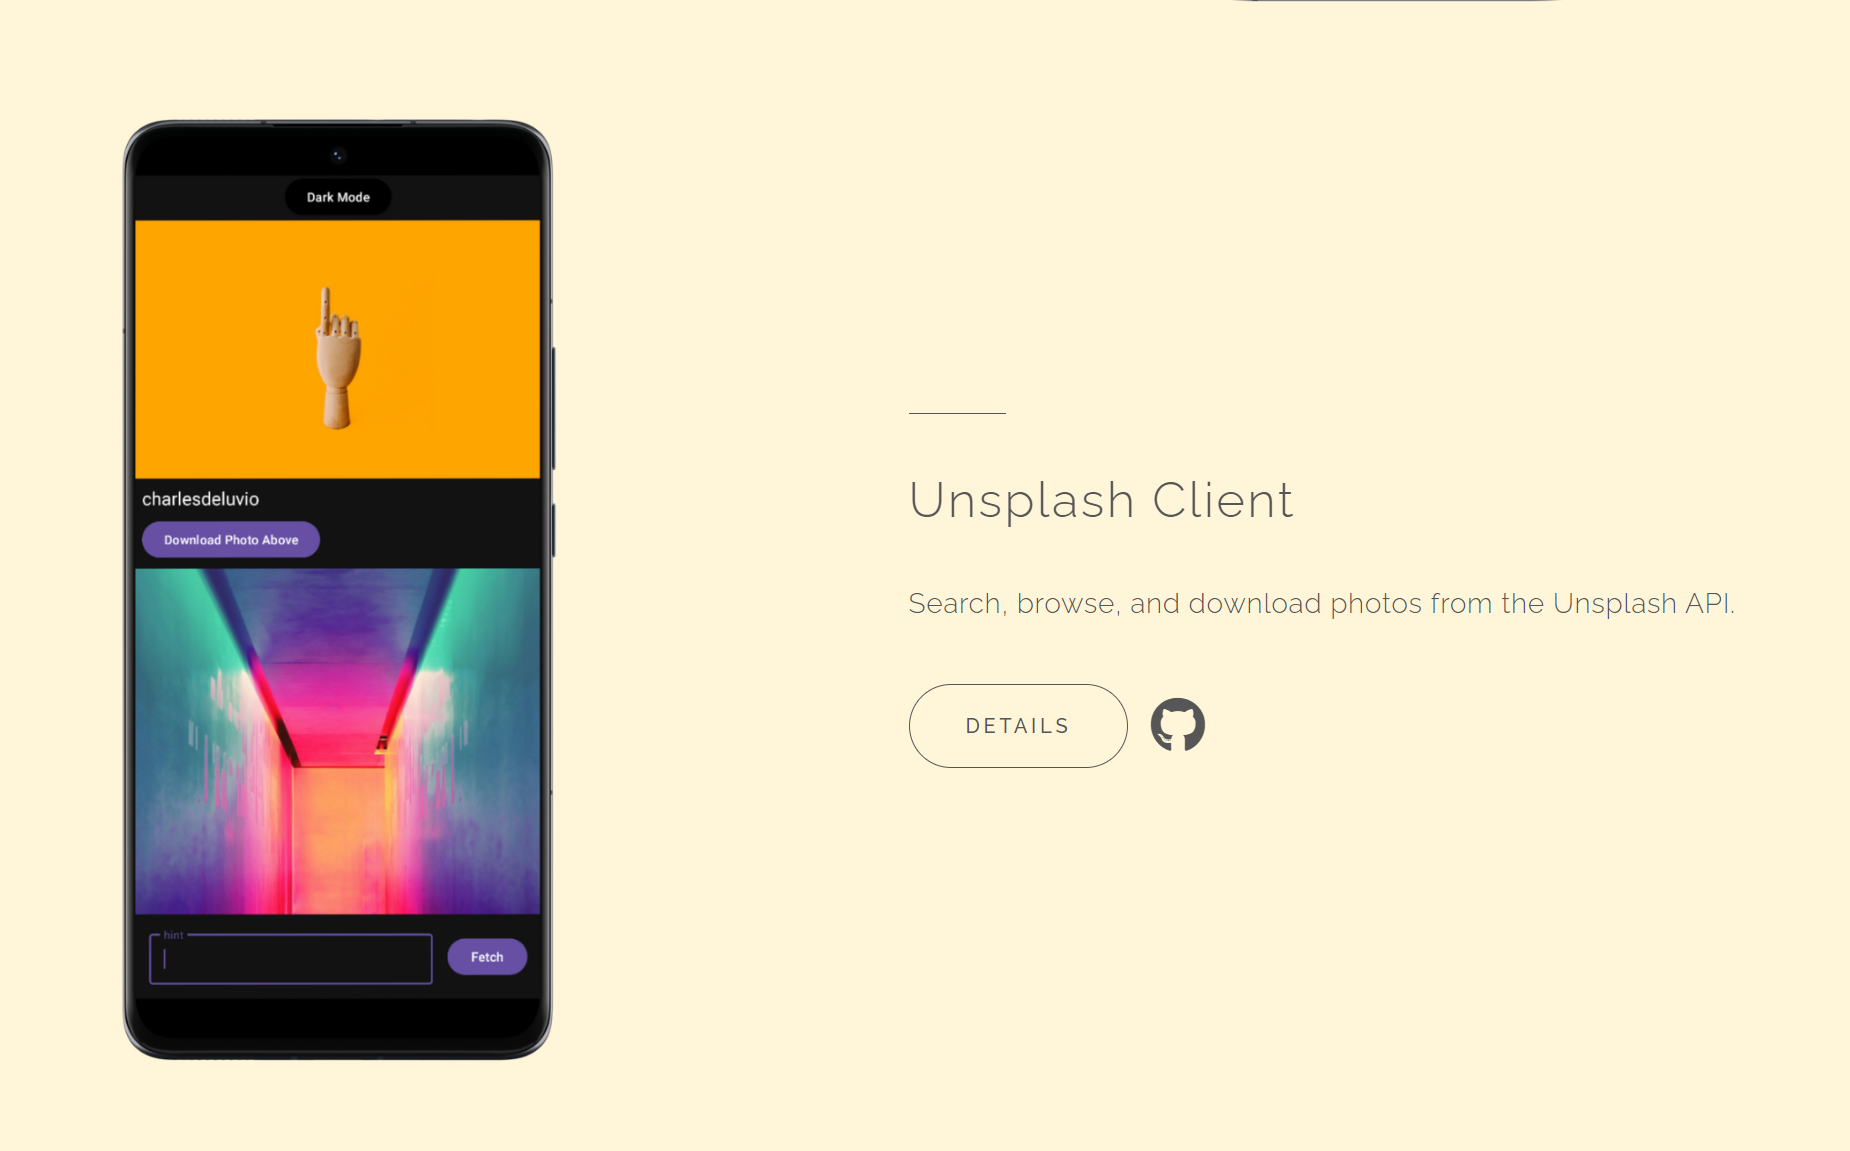 Dark Mode
charlesdeluvio
Download Photo Above
hint
Fetch
Unsplash Client
Search, browse, and download photos from the Unsplash API.
DETAILS